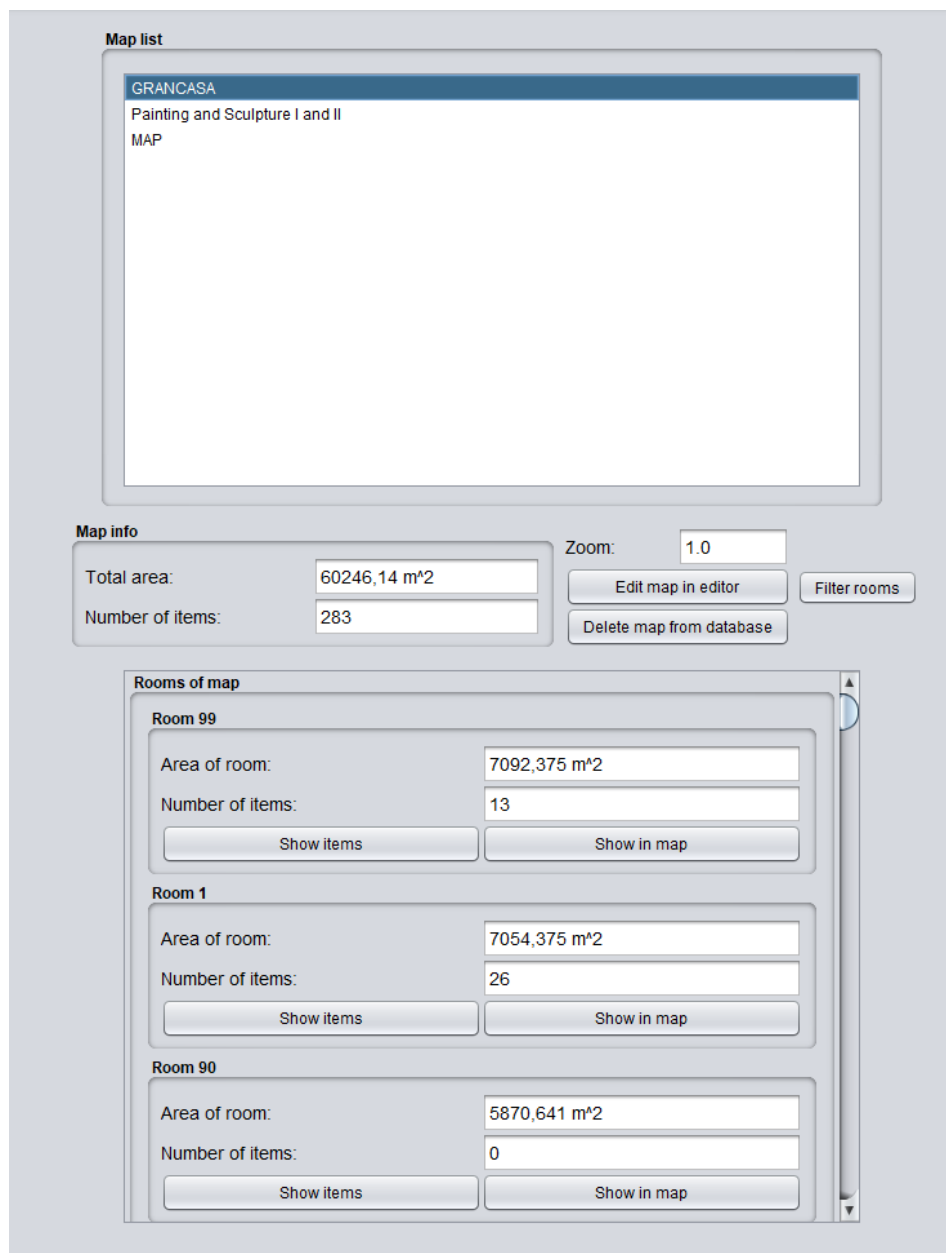 Map list
GRANCASA
Painting and Sculpture I and II
MAP
Map info
Total area: 60246,14 m^2
Number of items: 283
Zoom: 1.0
Edit map in editor
Filter rooms
Delete map from database
Rooms of map
Room 99
Area of room: 7092,375 m^2
Number of items: 13
Show items Show in map
Room 1
Area of room: 7054,375 m^2
Number of items: 26
Show items Show in map
Room 90
Area of room: 5870,641 m^2
Number of items: 0
Show items Show in map